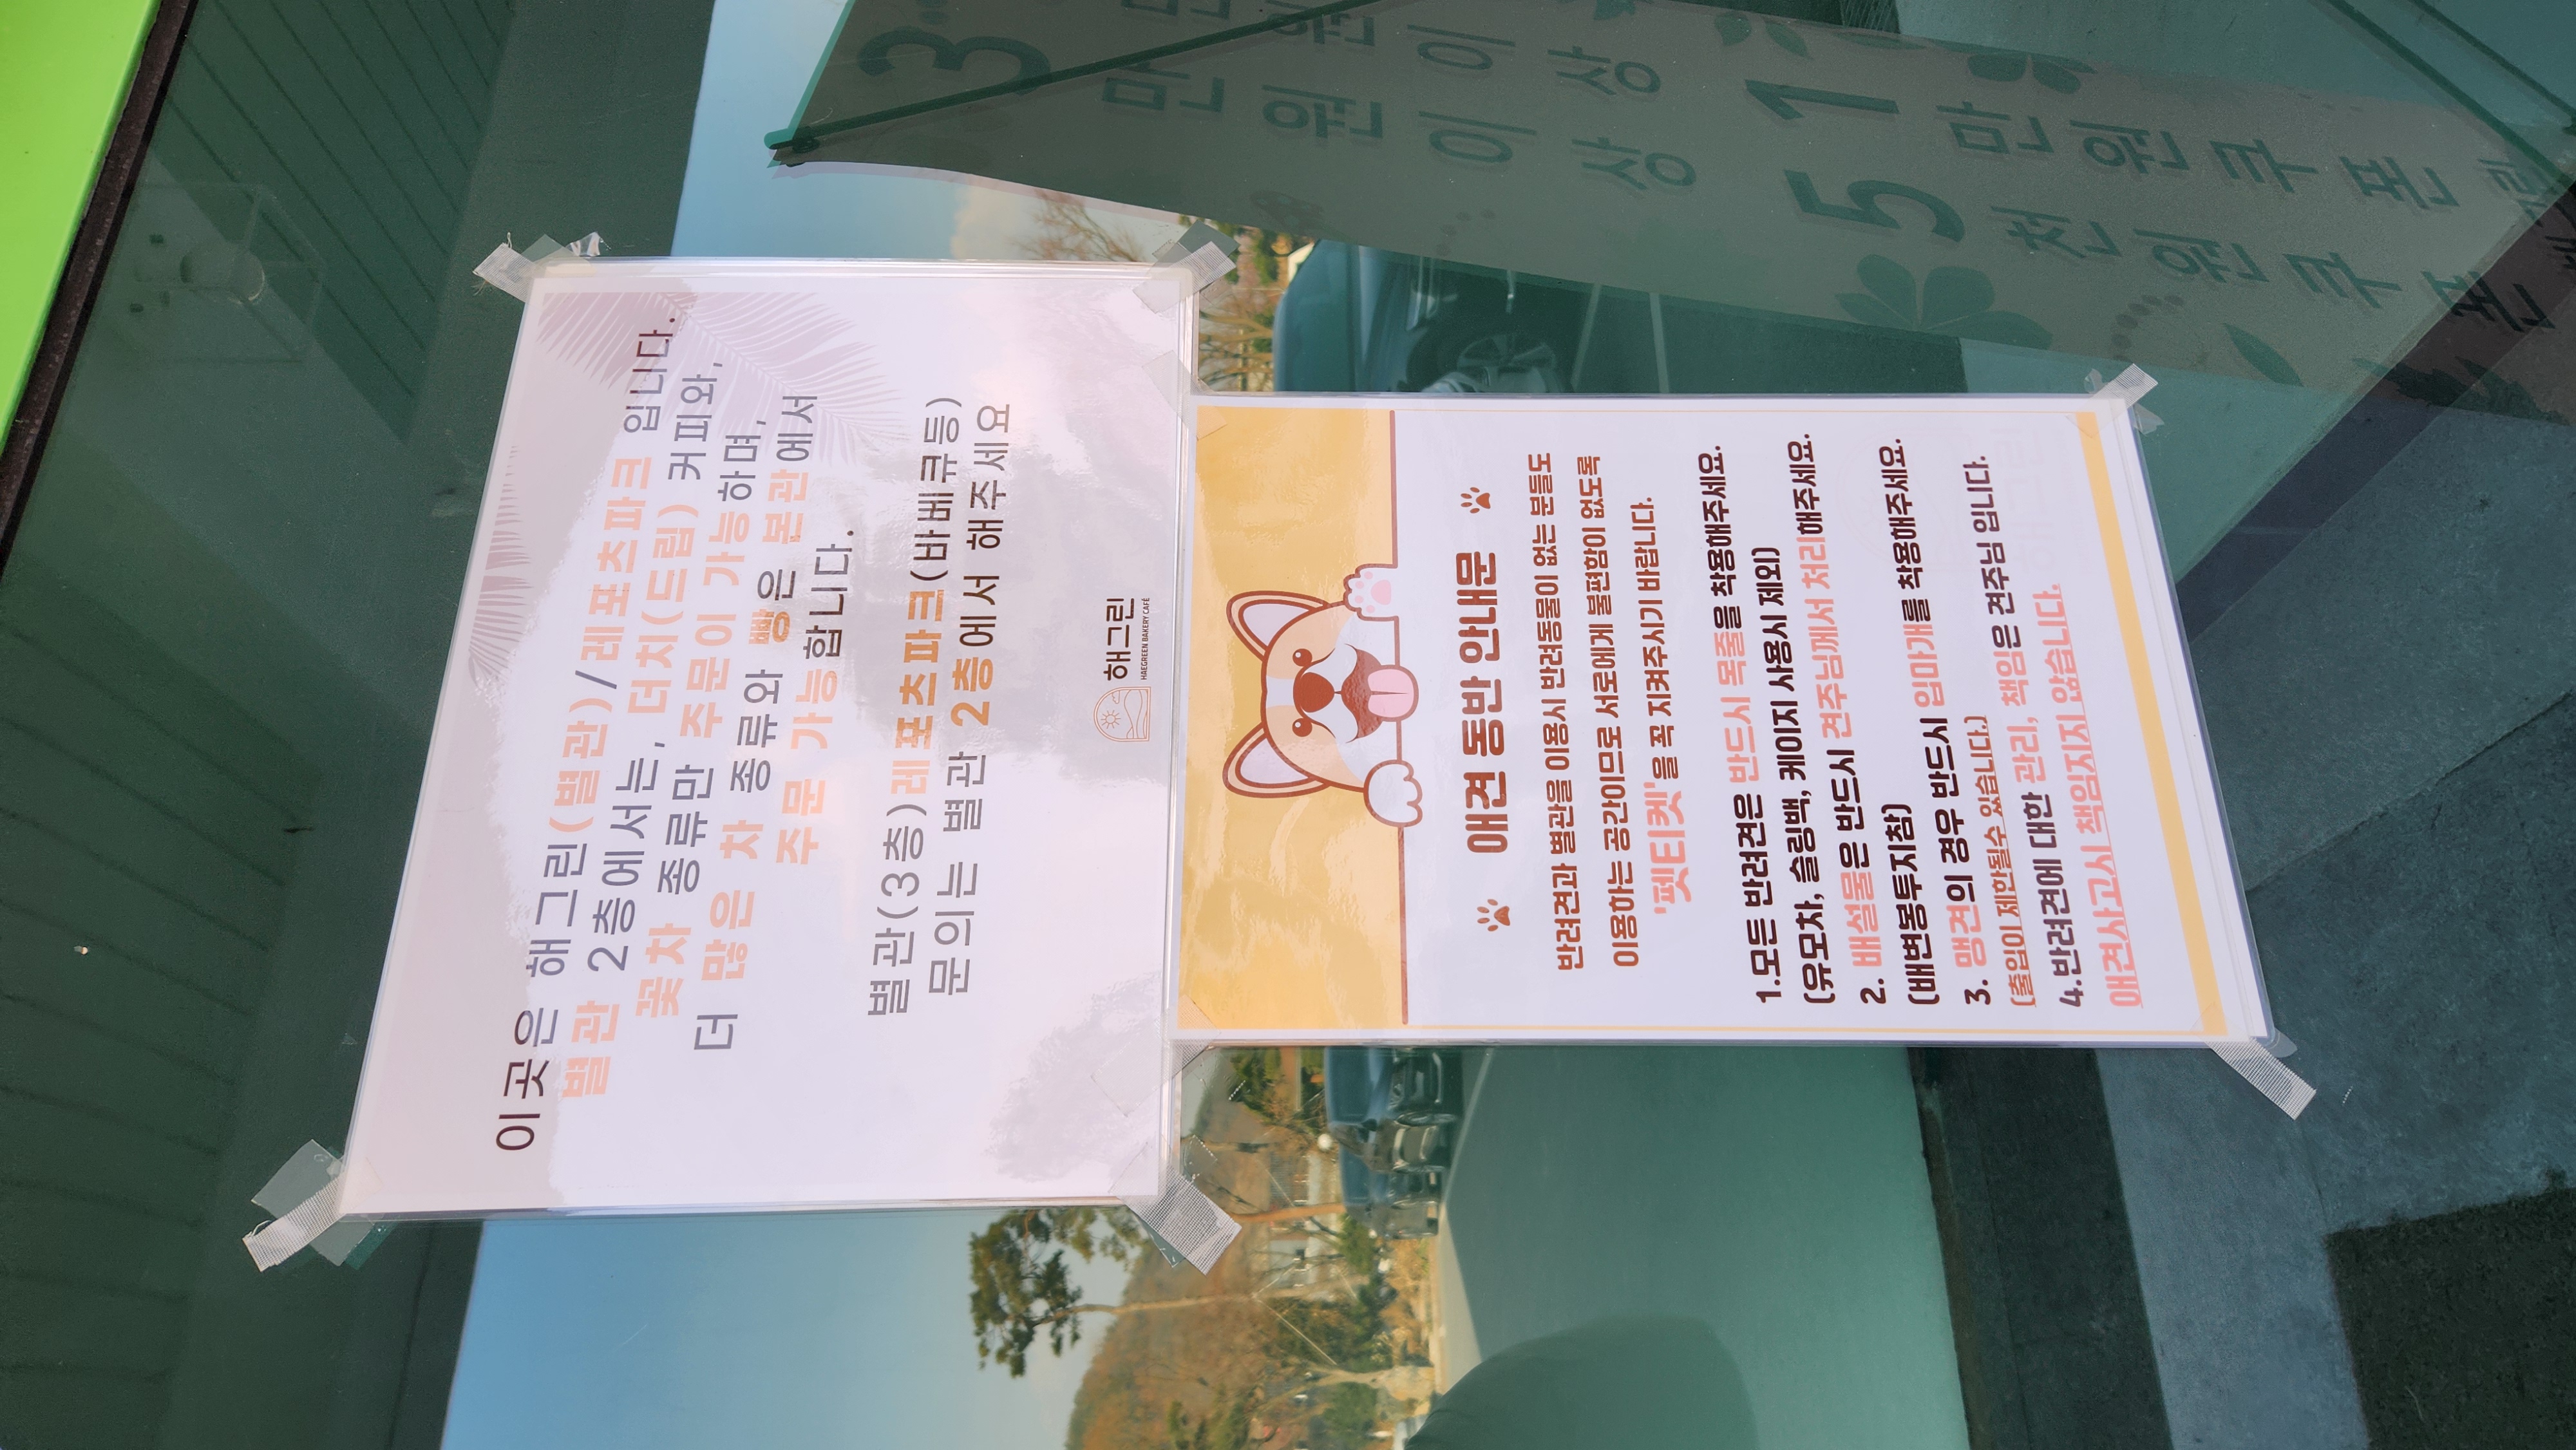 이곳은 해그린(별관)/레포츠파크 입니다.
별관 2층에서는, 더치(드립) 커피와,
꽃차 종류만 주문이 가능하며,
더 많은 차 종류와 빵은 본관에서
주문 가능합니다.
별관(3층)레포츠파크(바베큐등)
문의는 별관 2층에서 해주세요
해그린
HAEGREEN BAKERY CAFÉ
애견 동반 안내문
반려견과 별관을 이용시 반려동물이 없는 분들도
이용하는 공간이므로 서로에게 불편함이 없도록
'펫티켓'을 꼭 지켜주시기 바랍니다.
1.모든 반려견은 반드시 목줄을 착용해주세요.
(유모차, 슬링백, 케이지 사용시 제외)
2. 배설물은 반드시 견주님께서 처리해주세요.
(배변봉투지참)
3. 맹견의 경우 반드시 입마개를 착용해주세요.
(출입이 제한될수 있습니다.)
4.반려견에 대한 관리, 책임은 견주님 입니다.
애견사고시 책임지지 않습니다.
3만원이상
1만원
5천원